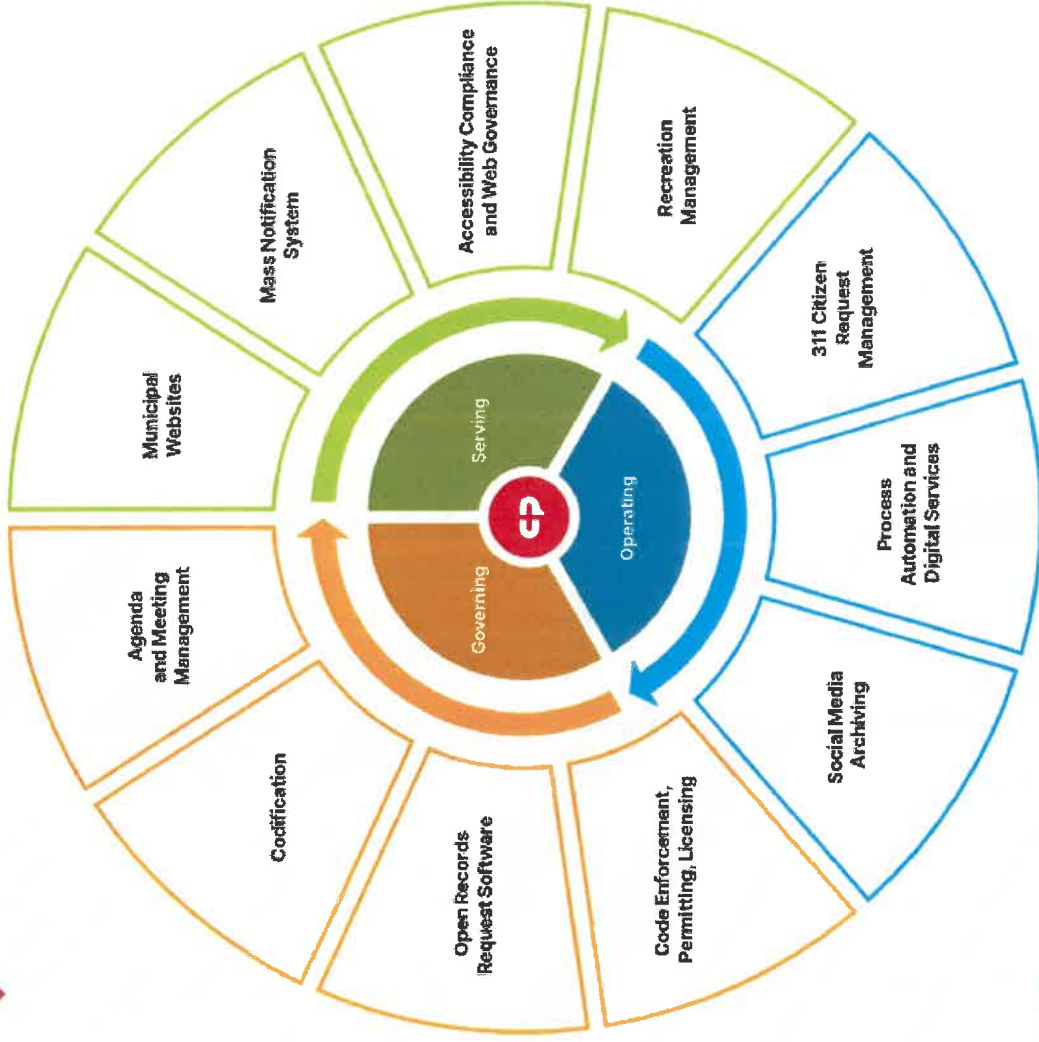 Municipal
Websites
Mass Notification
System
Accessibility Compliance
and Web Governance
Recreation
Management
311 Citizen
Request
Management
Process
Automation and
Digital Services
Social Media
Archiving
Code Enforcement,
Permitting, Licensing
Open Records
Request Software
Codification
Agenda
and Meeting
Management
Governing
Serving
Operating
cp